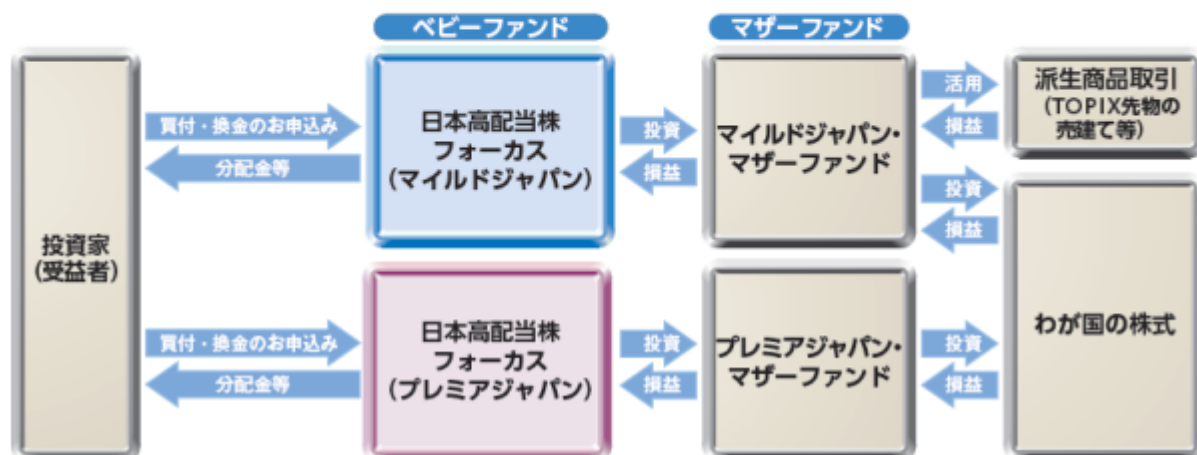 ベビーファンド
マザーファンド
投資家
(受益者)
買付・換金のお申込み
分配金等
日本高配当株
フォーカス
(マイルドジャパン)
投資
損益
マイルドジャパン・
マザーファンド
活用
損益
派生商品取引
(TOPIX先物の
売建て等)
投資
損益
買付・換金のお申込み
分配金等
日本高配当株
フォーカス
(プレミアジャパン)
投資
損益
プレミアジャパン・
マザーファンド
投資
損益
わが国の株式